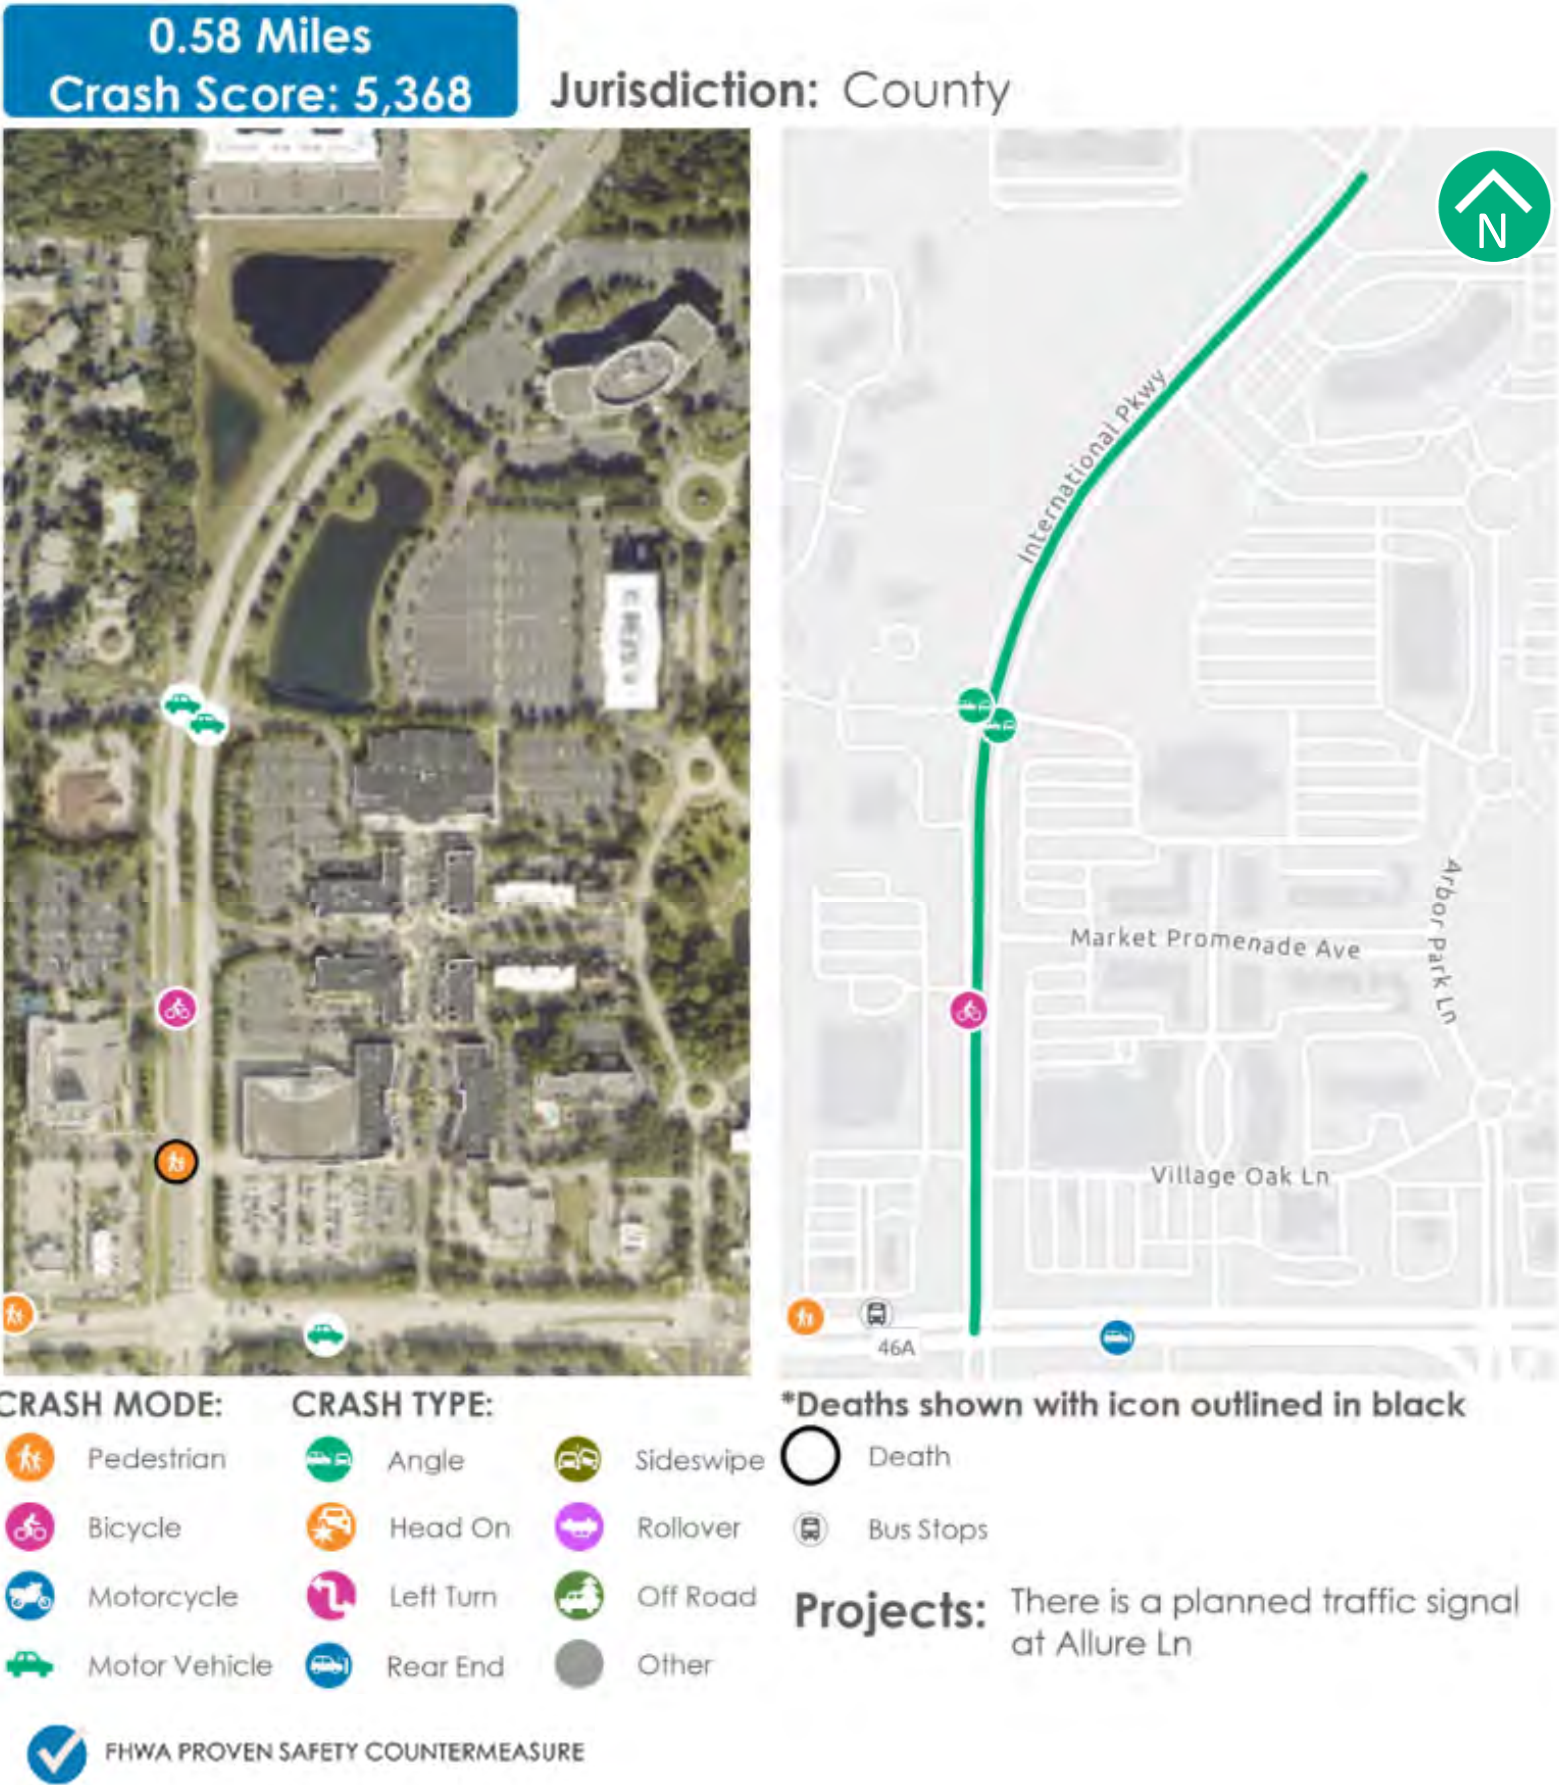 0.58 Miles
Crash Score: 5,368
Jurisdiction: County
N
International Pkwy
Market Promenade Ave
Arbor Park Ln
Village Oak Ln
46A
CRASH MODE:
Pedestrian
Bicycle
Motorcycle
Motor Vehicle
CRASH TYPE:
Angle
Head On
Left Turn
Rear End
Sideswipe
Rollover
Off Road
Other
*Deaths shown with icon outlined in black
Death
Bus Stops
Projects: There is a planned traffic signal
at Allure Ln
FHWA PROVEN SAFETY COUNTERMEASURE